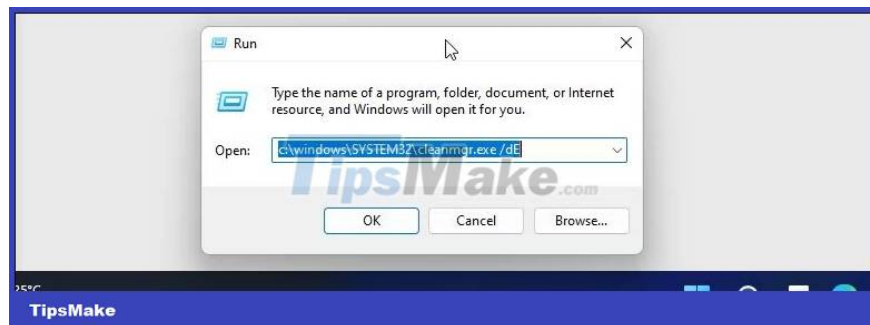 Run
Type the name of a program, folder, document, or Internet
resource, and Windows will open it for you.
Open: c:\windows\SYSTEM32\cleanmgr.exe /dE
TipsMake.com
OK Cancel Browse...
25°C
TipsMake